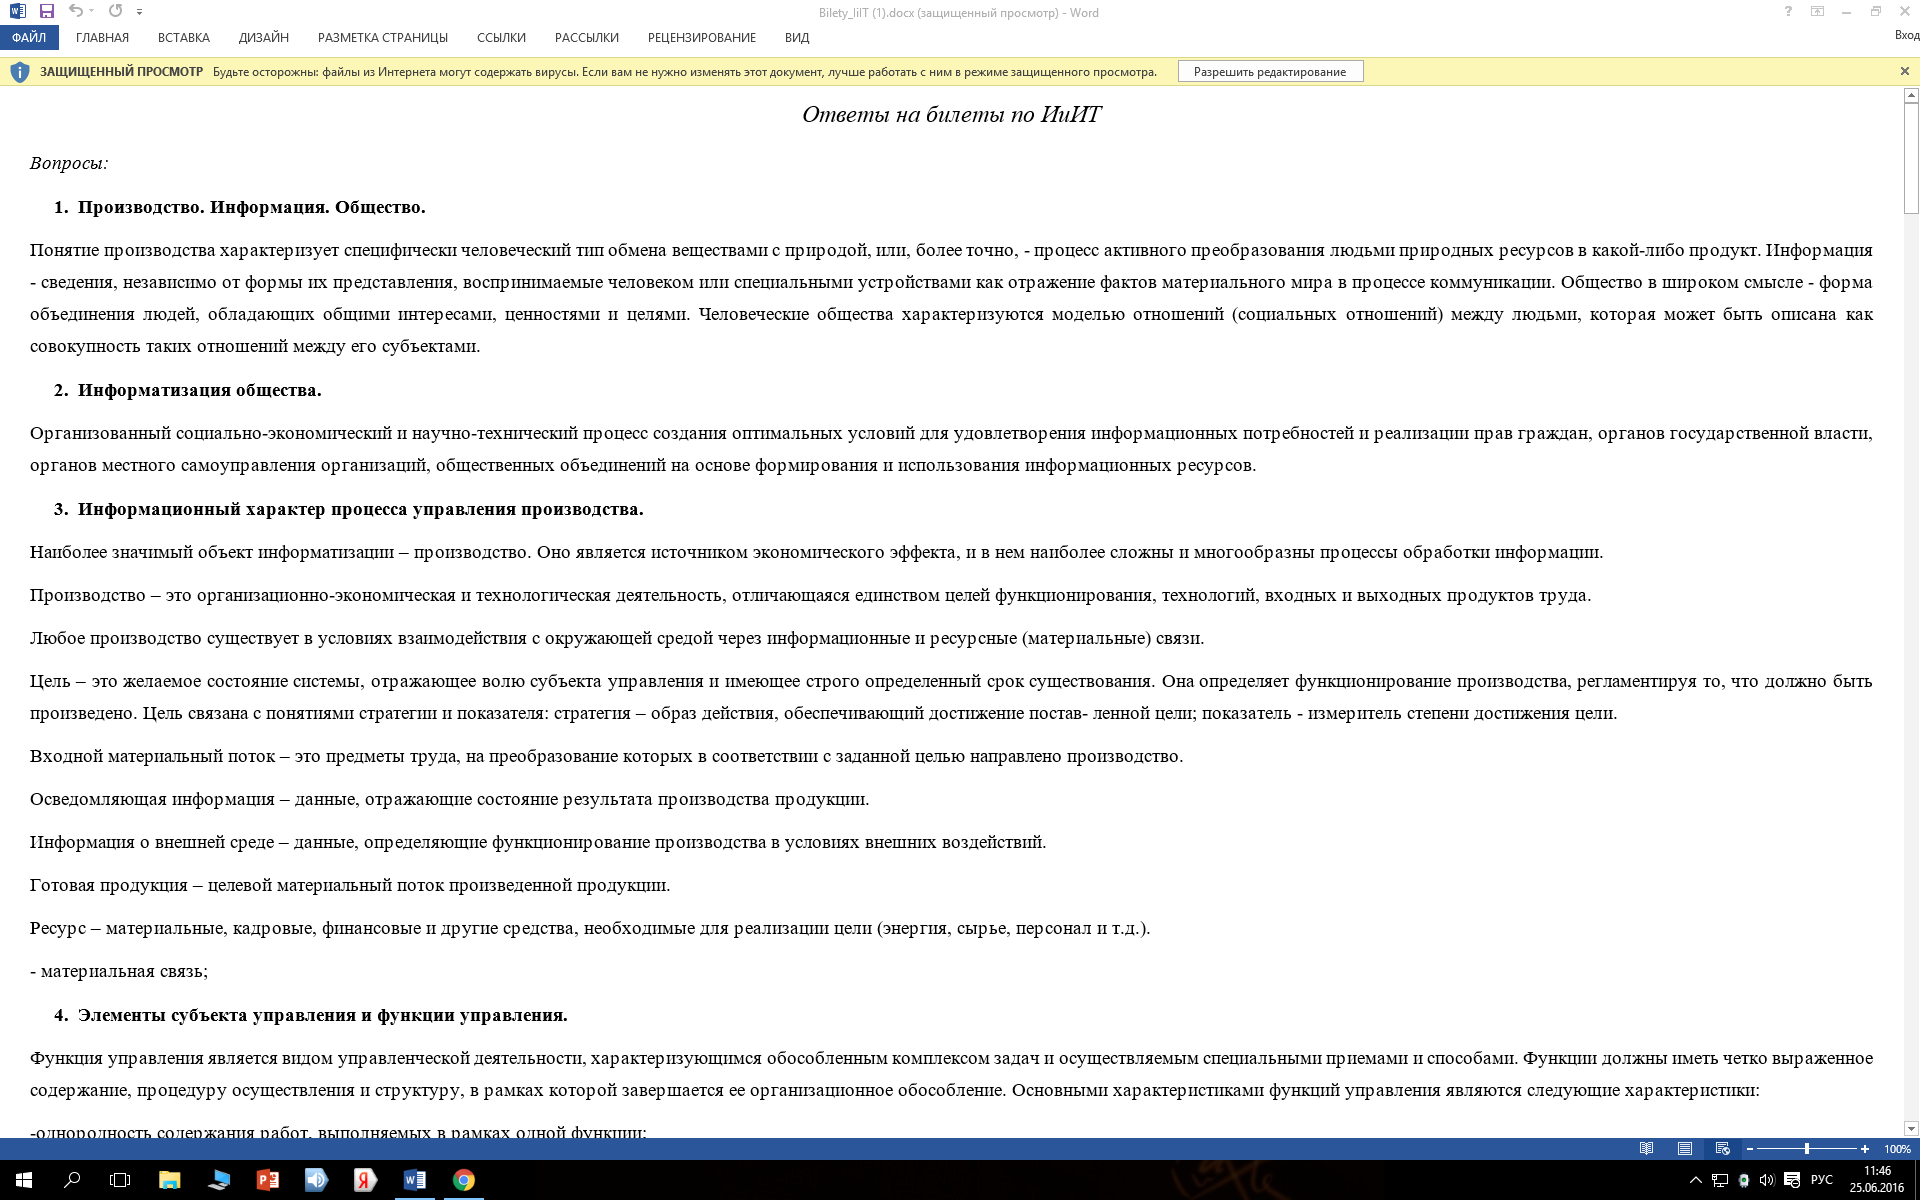 Bilety_IiIT (1).docx (защищенный просмотр) - Word
ФАЙЛ ГЛАВНАЯ ВСТАВКА ДИЗАЙН РАЗМЕТКА СТРАНИЦЫ ССЫЛКИ РАССЫЛКИ РЕЦЕНЗИРОВАНИЕ ВИД Вход
ЗАЩИЩЕННЫЙ ПРОСМОТР Будьте осторожны: файлы из Интернета могут содержать вирусы. Если вам не нужно изменять этот документ, лучше работать с ним в режиме защищенного просмотра. Разрешить редактирование
Ответы на билеты по ИиИТ
Вопросы:
1. Производство. Информация. Общество.
Понятие производства характеризует специфически человеческий тип обмена веществами с природой, или, более точно, - процесс активного преобразования людьми природных ресурсов в какой-либо продукт. Информация
- сведения, независимо от формы их представления, воспринимаемые человеком или специальными устройствами как отражение фактов материального мира в процессе коммуникации. Общество в широком смысле - форма
объединения людей, обладающих общими интересами, ценностями и целями. Человеческие общества характеризуются моделью отношений (социальных отношений) между людьми, которая может быть описана как
совокупность таких отношений между его субъектами.
2. Информатизация общества.
Организованный социально-экономический и научно-технический процесс создания оптимальных условий для удовлетворения информационных потребностей и реализации прав граждан, органов государственной власти,
органов местного самоуправления организаций, общественных объединений на основе формирования и использования информационных ресурсов.
3. Информационный характер процесса управления производства.
Наиболее значимый объект информатизации – производство. Оно является источником экономического эффекта, и в нем наиболее сложны и многообразны процессы обработки информации.
Производство – это организационно-экономическая и технологическая деятельность, отличающаяся единством целей функционирования, технологий, входных и выходных продуктов труда.
Любое производство существует в условиях взаимодействия с окружающей средой через информационные и ресурсные (материальные) связи.
Цель – это желаемое состояние системы, отражающее волю субъекта управления и имеющее строго определенный срок существования. Она определяет функционирование производства, регламентируя то, что должно быть
произведено. Цель связана с понятиями стратегии и показателя: стратегия – образ действия, обеспечивающий достижение постав- ленной цели; показатель - измеритель степени достижения цели.
Входной материальный поток – это предметы труда, на преобразование которых в соответствии с заданной целью направлено производство.
Осведомляющая информация – данные, отражающие состояние результата производства продукции.
Информация о внешней среде – данные, определяющие функционирование производства в условиях внешних воздействий.
Готовая продукция – целевой материальный поток произведенной продукции.
Ресурс – материальные, кадровые, финансовые и другие средства, необходимые для реализации цели (энергия, сырье, персонал и т.д.).
- материальная связь;
4. Элементы субъекта управления и функции управления.
Функция управления является видом управленческой деятельности, характеризующимся обособленным комплексом задач и осуществляемым специальными приемами и способами. Функции должны иметь четко выраженное
содержание, процедуру осуществления и структуру, в рамках которой завершается ее организационное обособление. Основными характеристиками функций управления являются следующие характеристики:
-однородность содержания работ, выполняемых в рамках одной функции;
100%
РУС 11:46
25.06.2016